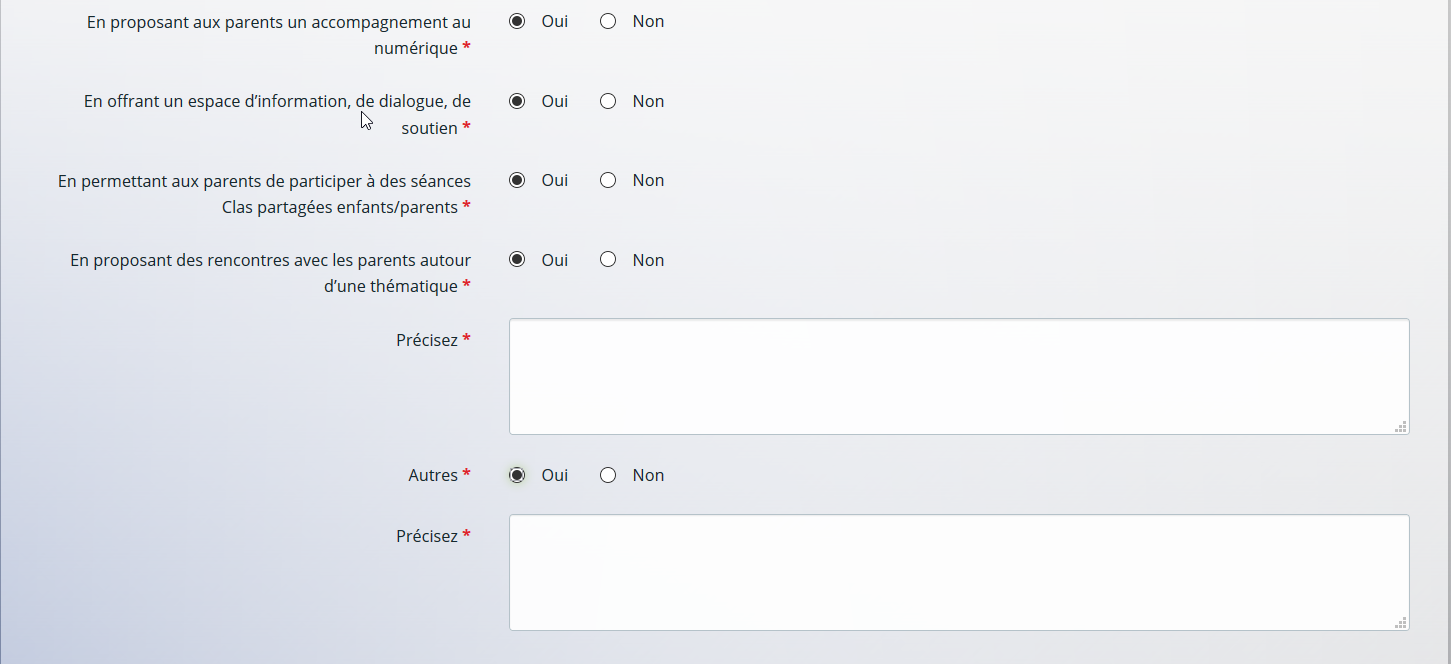 En proposant aux parents un accompagnement au Oui Non
numérique *
En offrant un espace d’information, de dialogue, de Oui Non
soutien *
En permettant aux parents de participer à des séances Oui Non
Clas partagées enfants/parents *
En proposant des rencontres avec les parents autour Oui Non
d’une thématique *
Précisez *
Autres * Oui Non
Précisez *